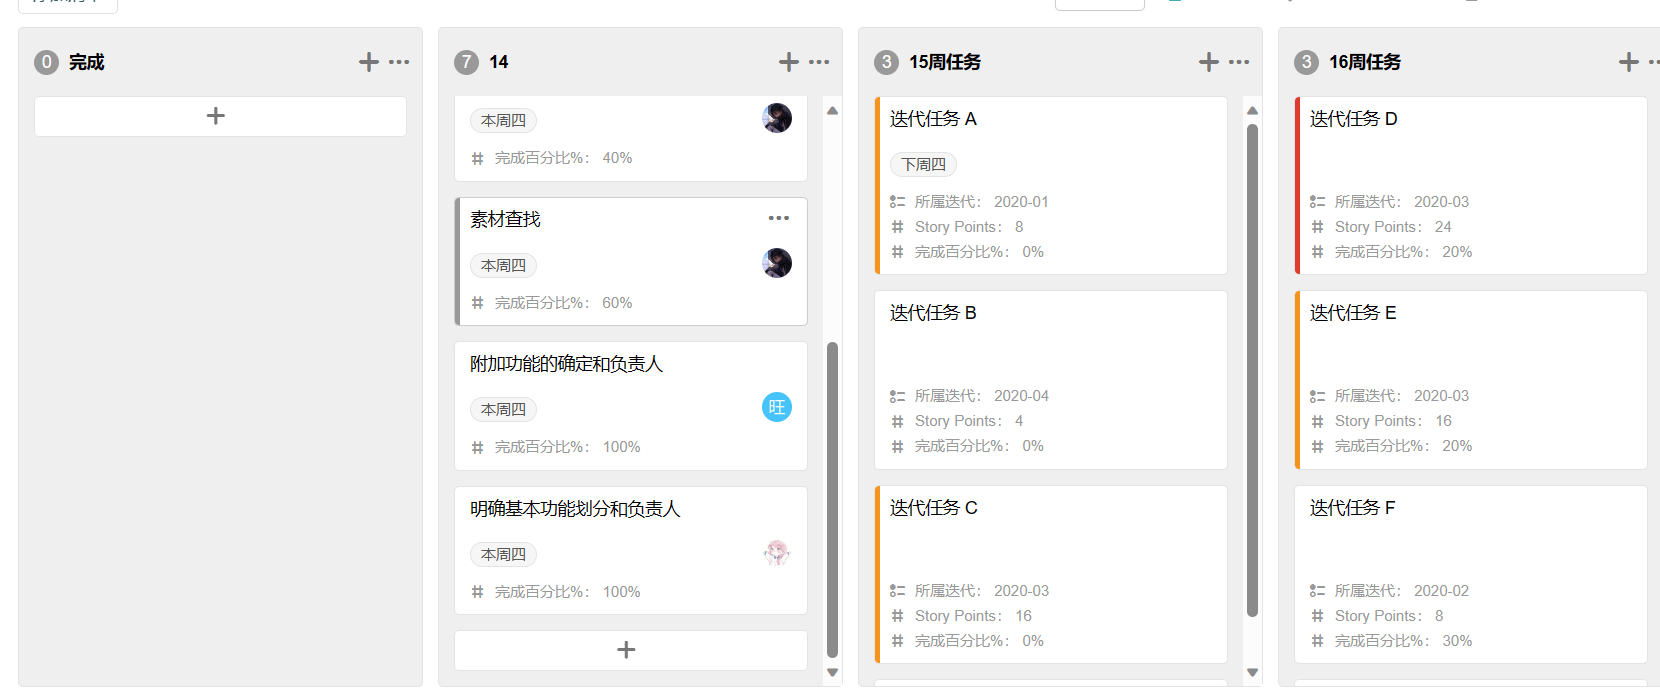 0 完成
7 14
本周四
完成百分比%： 40%
素材查找
本周四
完成百分比%： 60%
附加功能的确定和负责人
本周四
旺
完成百分比%： 100%
明确基本功能划分和负责人
本周四
完成百分比%： 100%
3 15周任务
迭代任务 A
下周四
所属迭代： 2020-01
Story Points： 8
完成百分比%： 0%
迭代任务 B
所属迭代： 2020-04
Story Points： 4
完成百分比%： 0%
迭代任务 C
所属迭代： 2020-03
Story Points： 16
完成百分比%： 0%
3 16周任务
迭代任务 D
所属迭代： 2020-03
Story Points： 24
完成百分比%： 20%
迭代任务 E
所属迭代： 2020-03
Story Points： 16
完成百分比%： 20%
迭代任务 F
所属迭代： 2020-02
Story Points： 8
完成百分比%： 30%